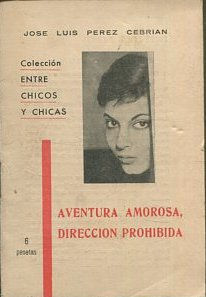 JOSE LUIS PEREZ CEBRIAN
Colección
ENTRE
CHICOS
Y CHICAS
AVENTURA AMOROSA,
DIRECCION PROHIBIDA
6
pesetas